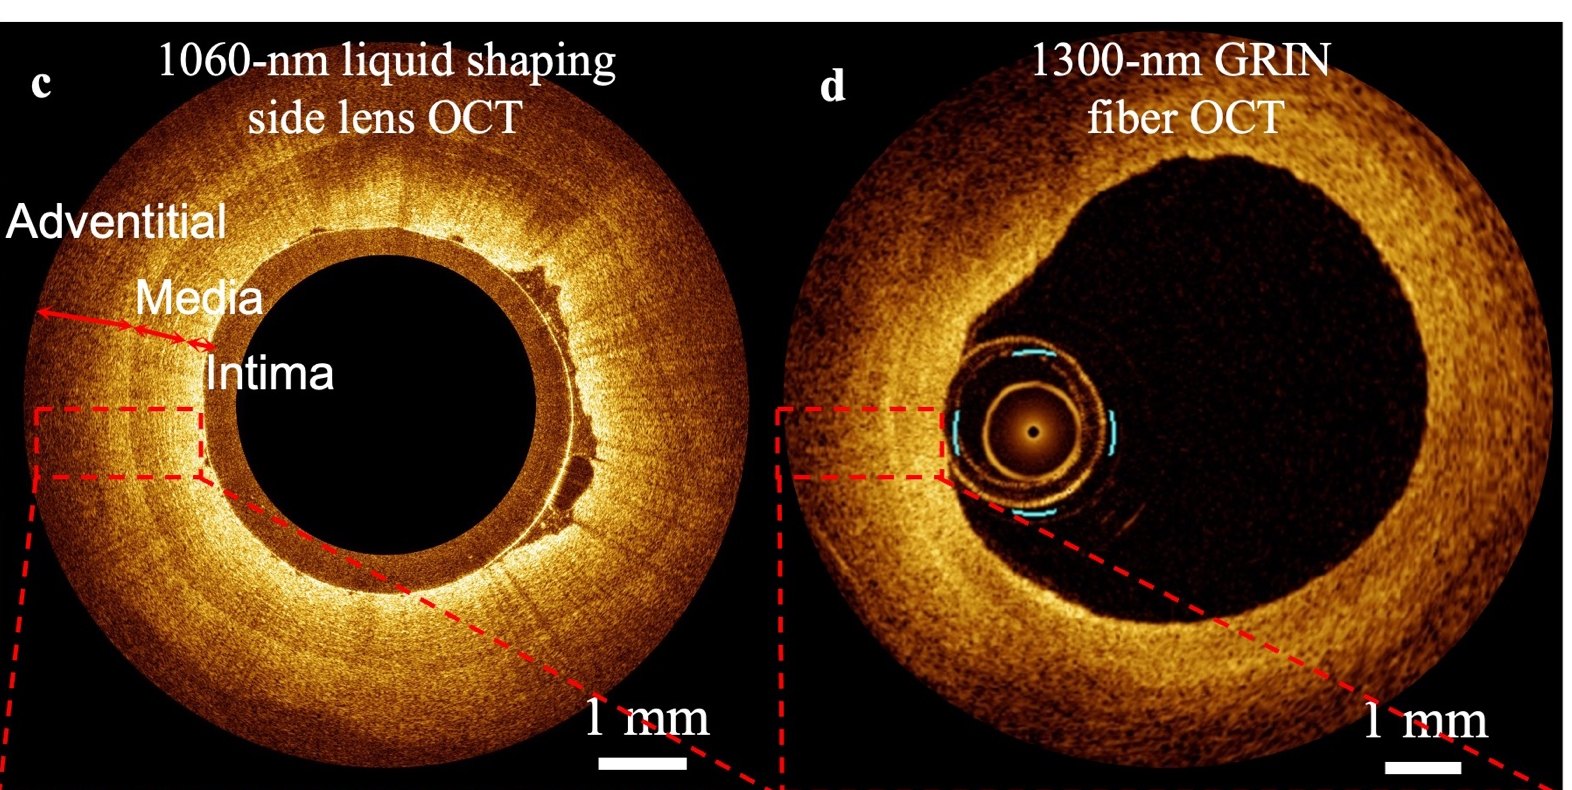 c
1060-nm liquid shaping
side lens OCT
Adventitial
Media
Intima
1 mm
d
1300-nm GRIN
fiber OCT
1 mm